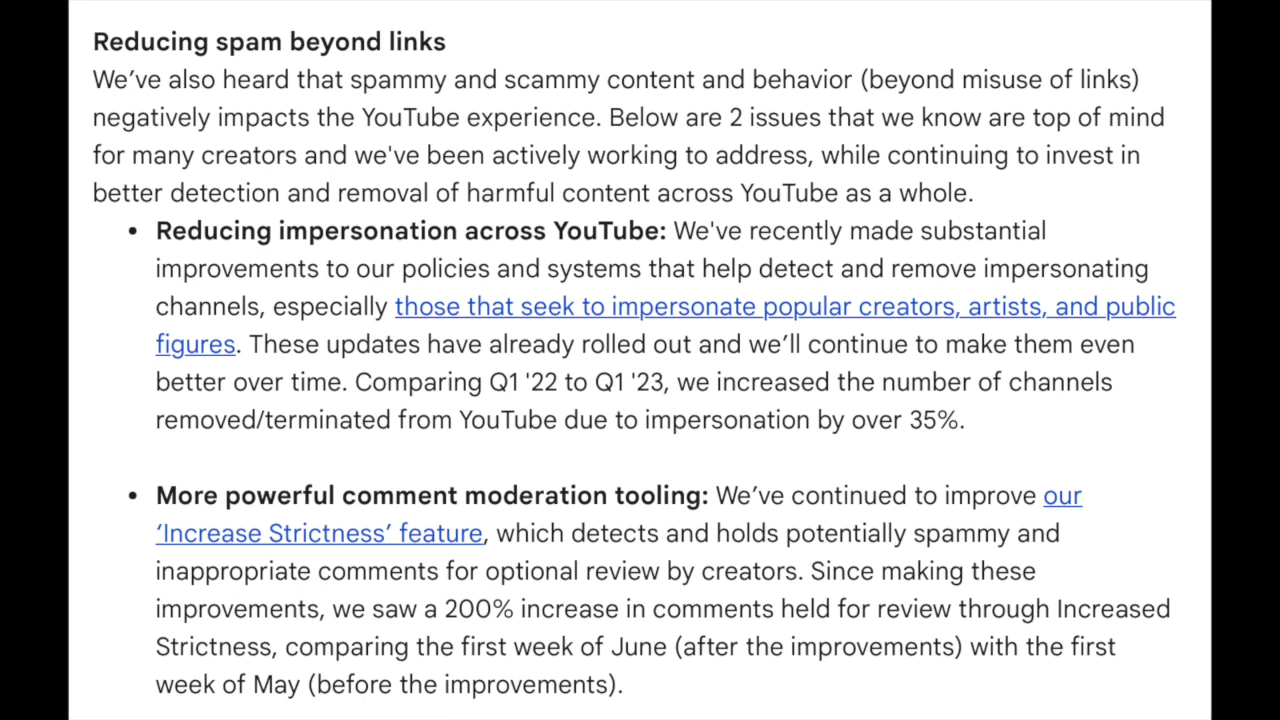 Reducing spam beyond links
We’ve also heard that spammy and scammy content and behavior (beyond misuse of links)
negatively impacts the YouTube experience. Below are 2 issues that we know are top of mind
for many creators and we've been actively working to address, while continuing to invest in
better detection and removal of harmful content across YouTube as a whole.
• Reducing impersonation across YouTube: We've recently made substantial
improvements to our policies and systems that help detect and remove impersonating
channels, especially those that seek to impersonate popular creators, artists, and public
figures. These updates have already rolled out and we’ll continue to make them even
better over time. Comparing Q1 '22 to Q1 '23, we increased the number of channels
removed/terminated from YouTube due to impersonation by over 35%.
• More powerful comment moderation tooling: We’ve continued to improve our
‘Increase Strictness’ feature, which detects and holds potentially spammy and
inappropriate comments for optional review by creators. Since making these
improvements, we saw a 200% increase in comments held for review through Increased
Strictness, comparing the first week of June (after the improvements) with the first
week of May (before the improvements).